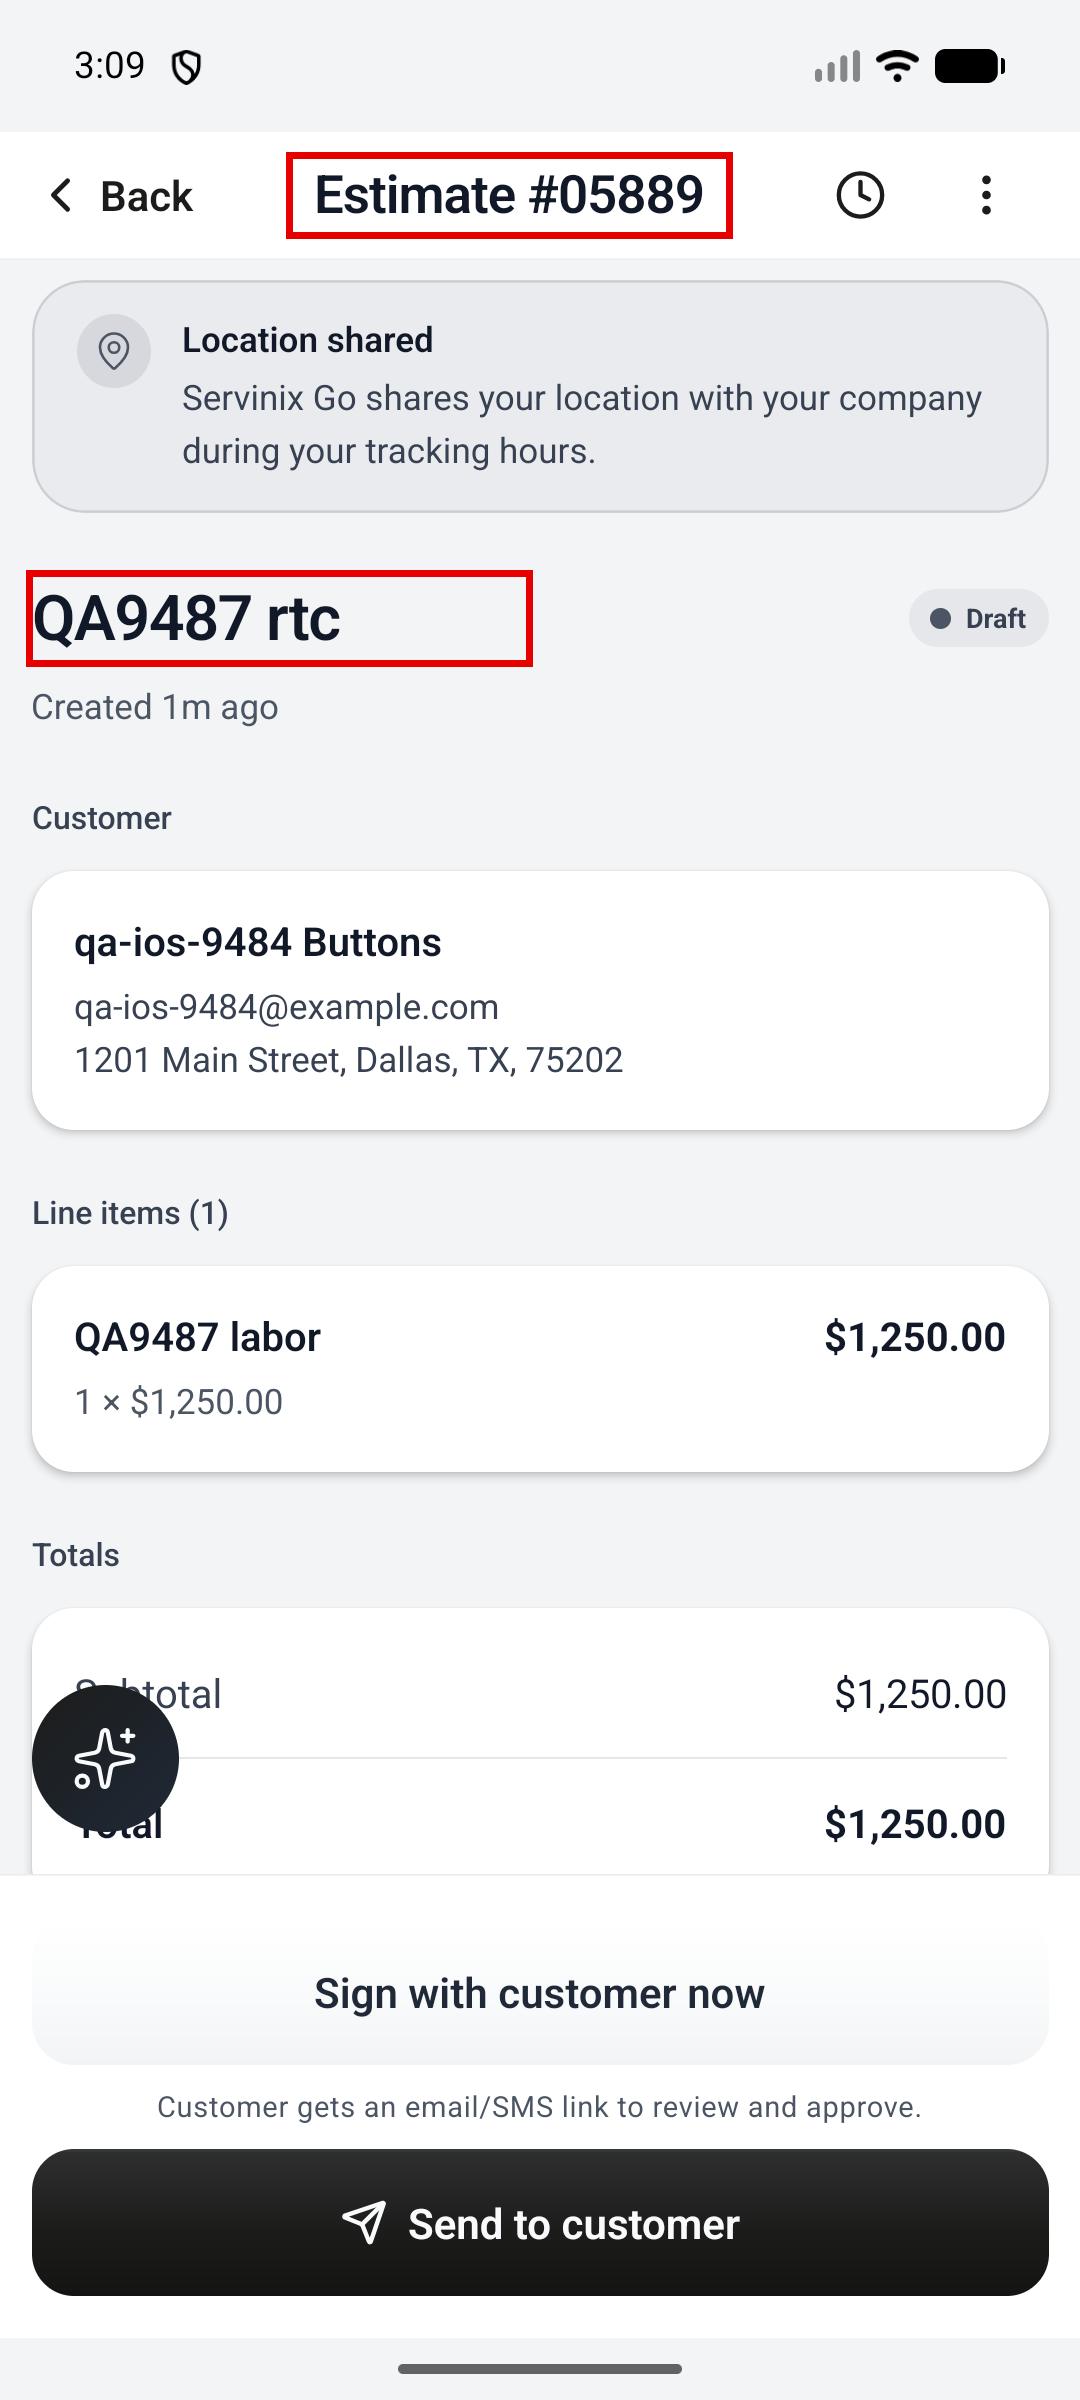 3:09
Back
Estimate #05889
Location shared
Servinix Go shares your location with your company
during your tracking hours.
QA9487 rtc
Draft
Created 1m ago
Customer
qa-ios-9484 Buttons
qa-ios-9484@example.com
1201 Main Street, Dallas, TX, 75202
Line items (1)
QA9487 labor
$1,250.00
1 × $1,250.00
Totals
Subtotal
$1,250.00
Total
$1,250.00
Sign with customer now
Customer gets an email/SMS link to review and approve.
Send to customer